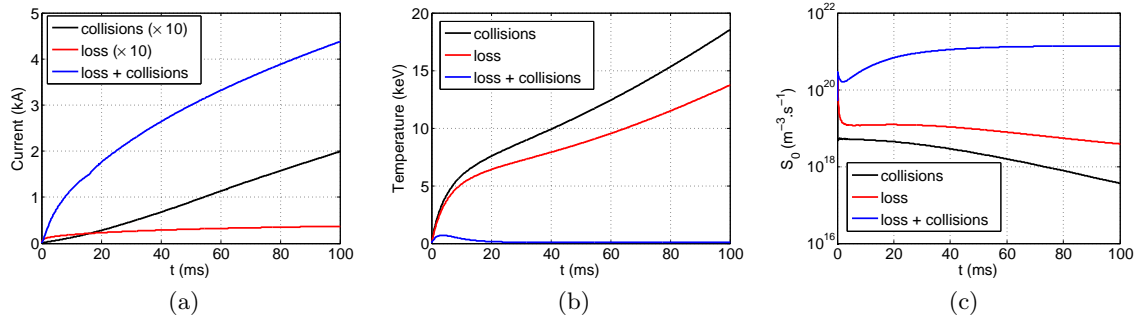 5
4
3
2
1
0
0 20 40 60 80 100
Current (kA)
t (ms)
collisions (× 10)
loss (× 10)
loss + collisions
(a)
20
15
10
5
0
0 20 40 60 80 100
Temperature (keV)
t (ms)
collisions
loss
loss + collisions
(b)
10^22
10^20
10^18
10^16
0 20 40 60 80 100
S_0 (m^−3.s^−1)
t (ms)
collisions
loss
loss + collisions
(c)